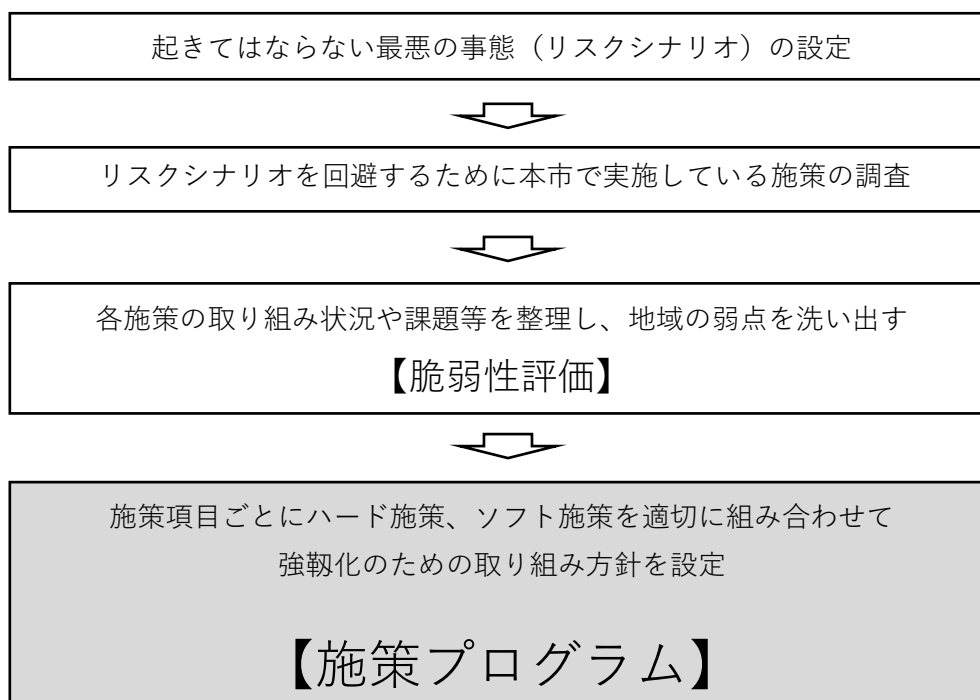 起きてはならない最悪の事態（リスクシナリオ）の設定
リスクシナリオを回避するために本市で実施している施策の調査
各施策の取り組み状況や課題等を整理し、地域の弱点を洗い出す
【脆弱性評価】
施策項目ごとにハード施策、ソフト施策を適切に組み合わせて
強靱化のための取り組み方針を設定
【施策プログラム】